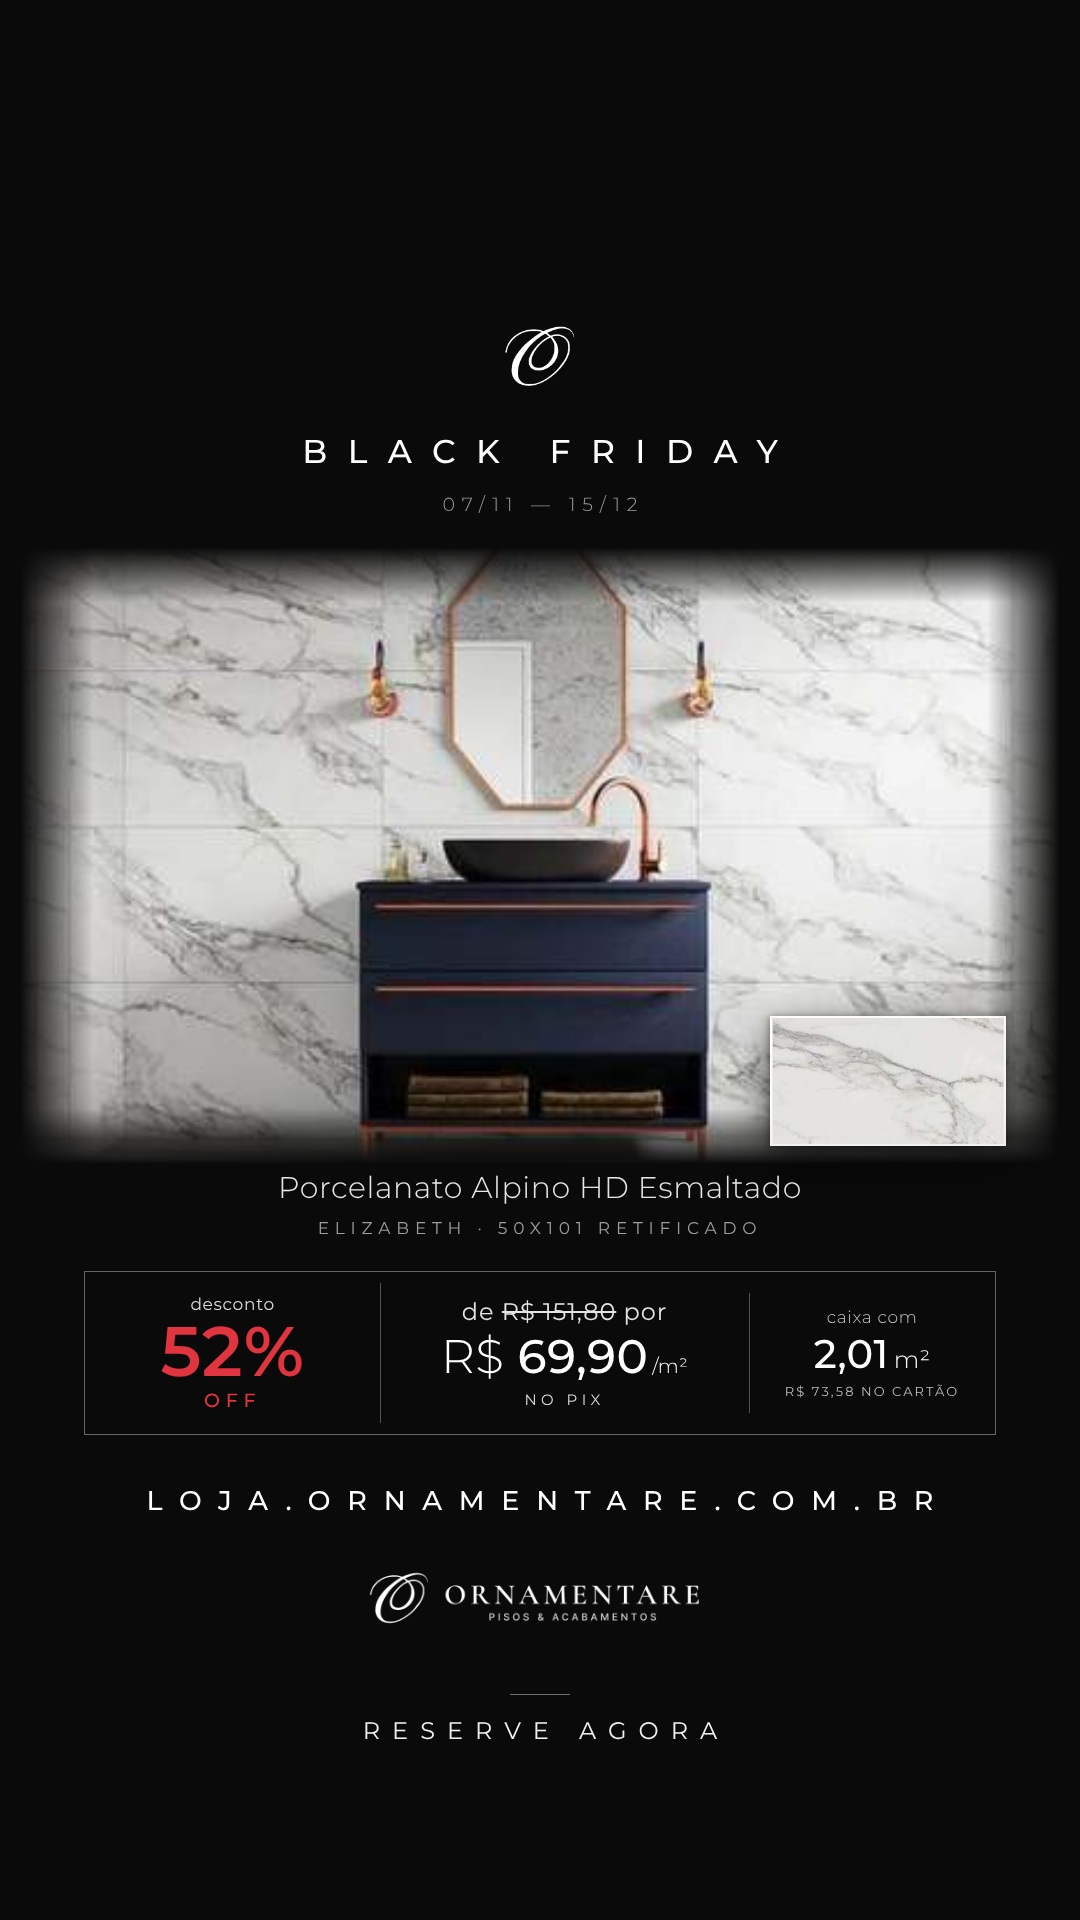 O
BLACK FRIDAY
07/11 — 15/12
Porcelanato Alpino HD Esmaltado
ELIZABETH · 50X101 RETIFICADO
desconto
52%
OFF
de R$ 151,80 por
R$ 69,90/m²
NO PIX
caixa com
2,01 m²
R$ 73,58 NO CARTÃO
LOJA.ORNAMENTARE.COM.BR
O ORNAMENTARE
PISOS & ACABAMENTOS
RESERVE AGORA